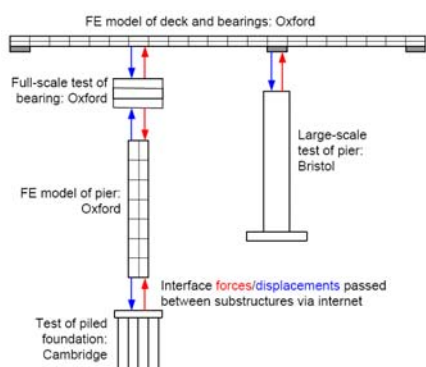 FE model of deck and bearings: Oxford
Full-scale test of
bearing: Oxford
Large-scale
test of pier:
Bristol
FE model of pier:
Oxford
Interface forces/displacements passed
between substructures via internet
Test of piled
foundation:
Cambridge